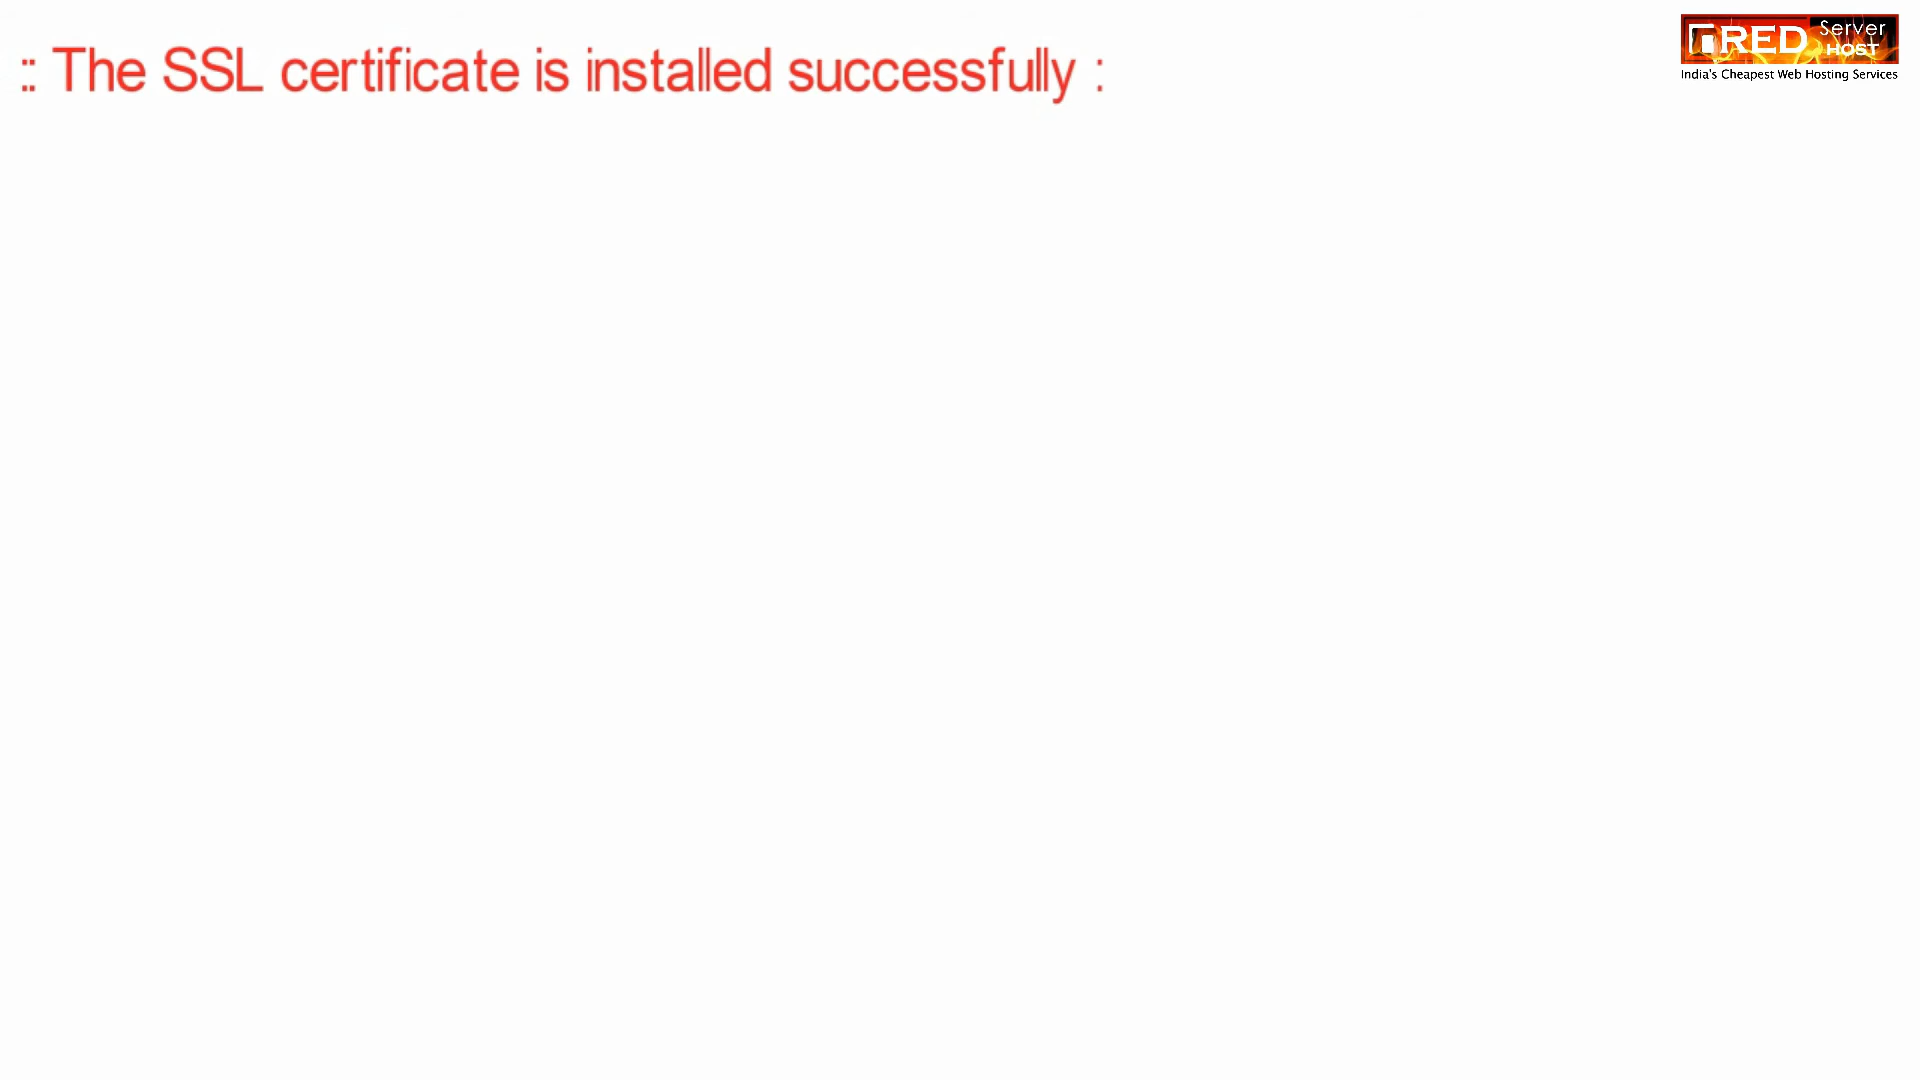 :: The SSL certificate is installed successfully :
RED Server
HOST
India's Cheapest Web Hosting Services